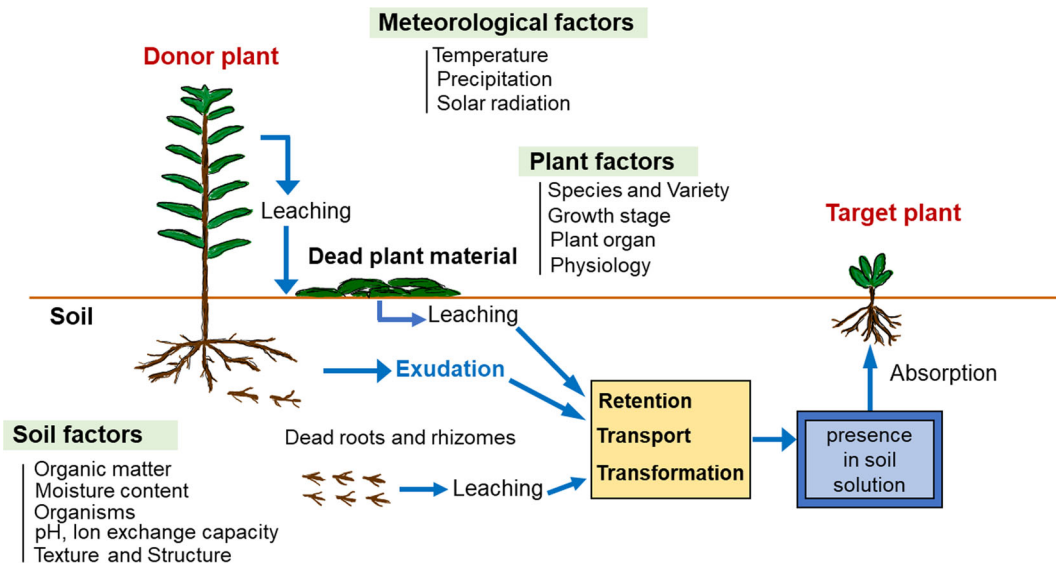 Meteorological factors
Temperature
Precipitation
Solar radiation
Donor plant
Plant factors
Species and Variety
Growth stage
Plant organ
Physiology
Target plant
Leaching
Dead plant material
Soil
Leaching
Exudation
Absorption
Retention
Transport
Transformation
presence
in soil
solution
Dead roots and rhizomes
Leaching
Soil factors
Organic matter
Moisture content
Organisms
pH, Ion exchange capacity
Texture and Structure